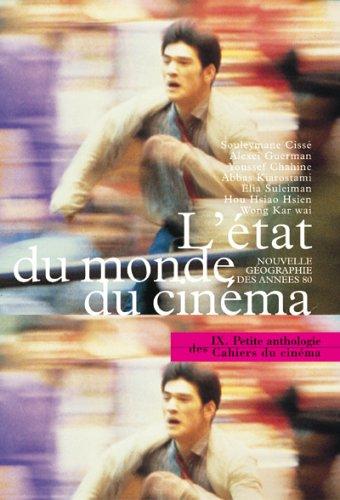 Souleymane Cissé
Alexei Guerman
Youssef Chahine
Abbas Kiarostami
Elia Suleiman
Hou Hsiao Hsien
Wong Kar wai
L'état
du monde
du cinéma
NOUVELLE
GÉOGRAPHIE
DES ANNÉES 80
IX. Petite anthologie
des Cahiers du cinéma